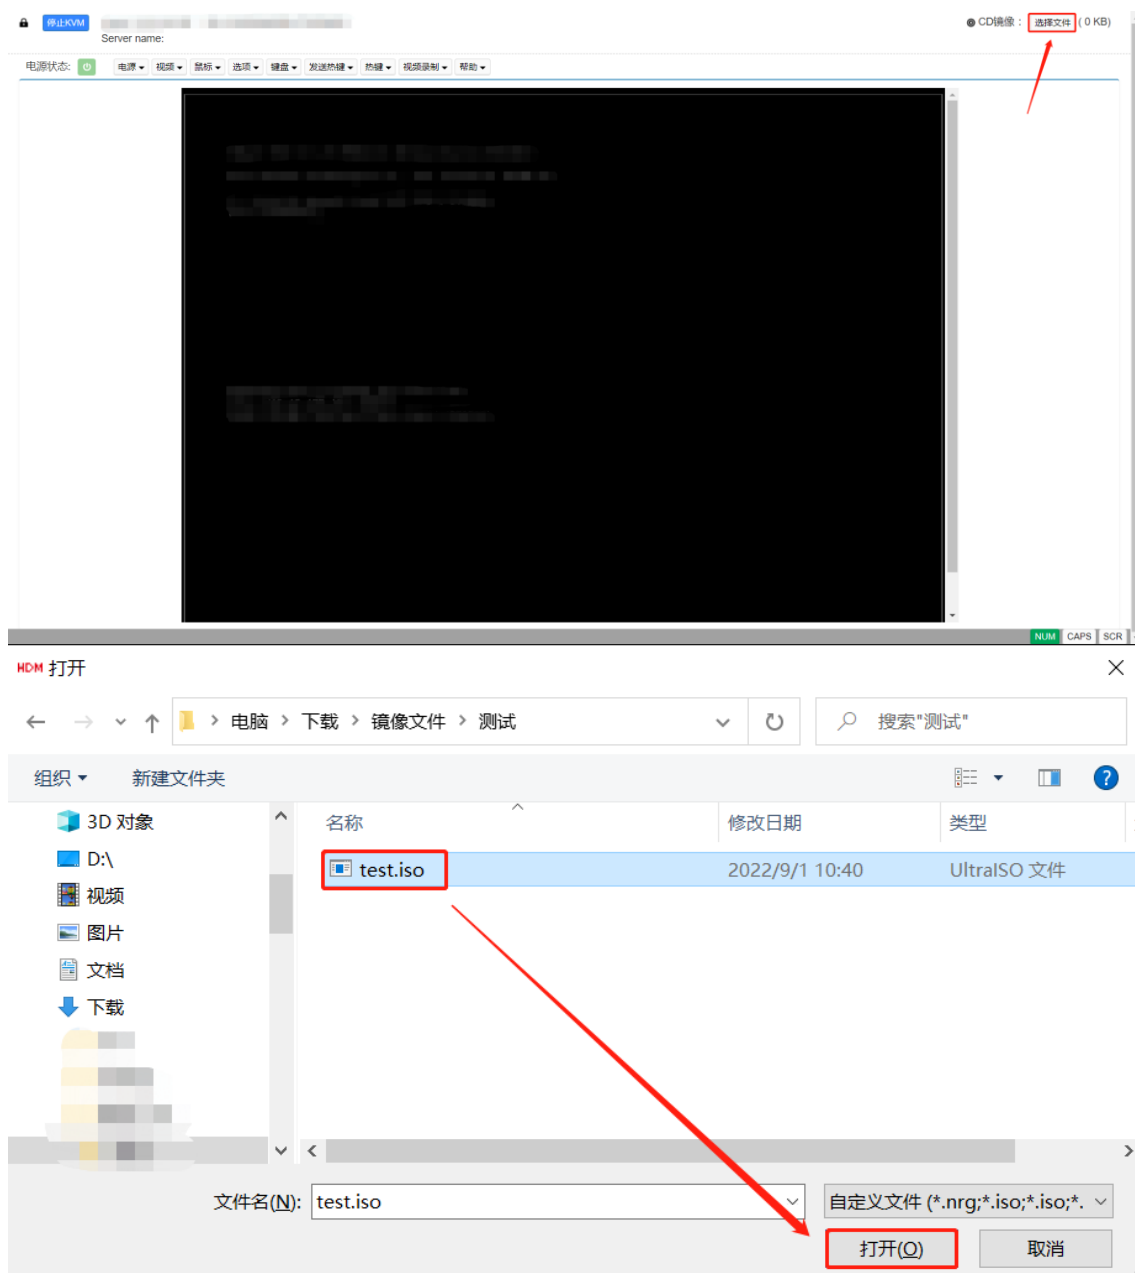 停止KVM
CD镜像： 选择文件 ( 0 KB)
Server name:
电源状态: 电源 视频 鼠标 选项 键盘 发送热键 热键 视频录制 帮助
NUM CAPS SCR
HDM 打开
电脑 > 下载 > 镜像文件 > 测试
搜索"测试"
组织 新建文件夹
3D 对象
D:\
视频
图片
文档
下载
名称 修改日期 类型
test.iso 2022/9/1 10:40 UltraISO 文件
文件名(N): test.iso 自定义文件 (*.nrg;*.iso;*.iso;*.
打开(O) 取消